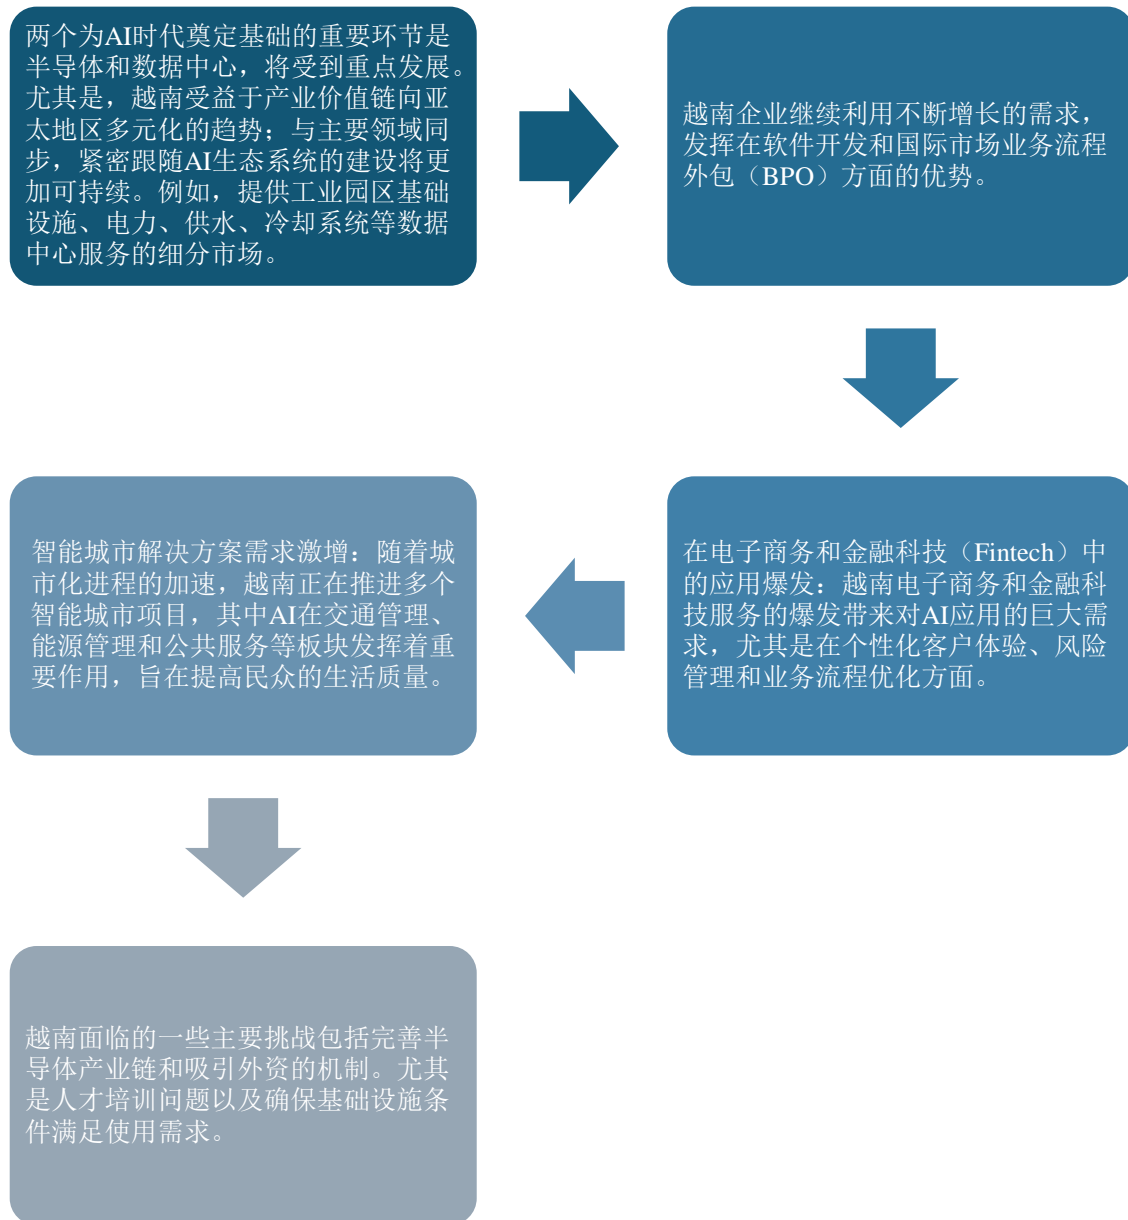 两个为AI时代奠定基础的重要环节是
半导体和数据中心，将受到重点发展。
尤其是，越南受益于产业价值链向亚
太地区多元化的趋势；与主要领域同
步，紧密跟随AI生态系统的建设将更
加可持续。例如，提供工业园区基础
设施、电力、供水、冷却系统等数据
中心服务的细分市场。
越南企业继续利用不断增长的需求，
发挥在软件开发和国际市场业务流程
外包（BPO）方面的优势。
在电子商务和金融科技（Fintech）中
的应用爆发：越南电子商务和金融科
技服务的爆发带来对AI应用的巨大需
求，尤其是在个性化客户体验、风险
管理和业务流程优化方面。
智能城市解决方案需求激增：随着城
市化进程的加速，越南正在推进多个
智能城市项目，其中AI在交通管理、
能源管理和公共服务等板块发挥着重
要作用，旨在提高民众的生活质量。
越南面临的一些主要挑战包括完善半
导体产业链和吸引外资的机制。尤其
是人才培训问题以及确保基础设施条
件满足使用需求。